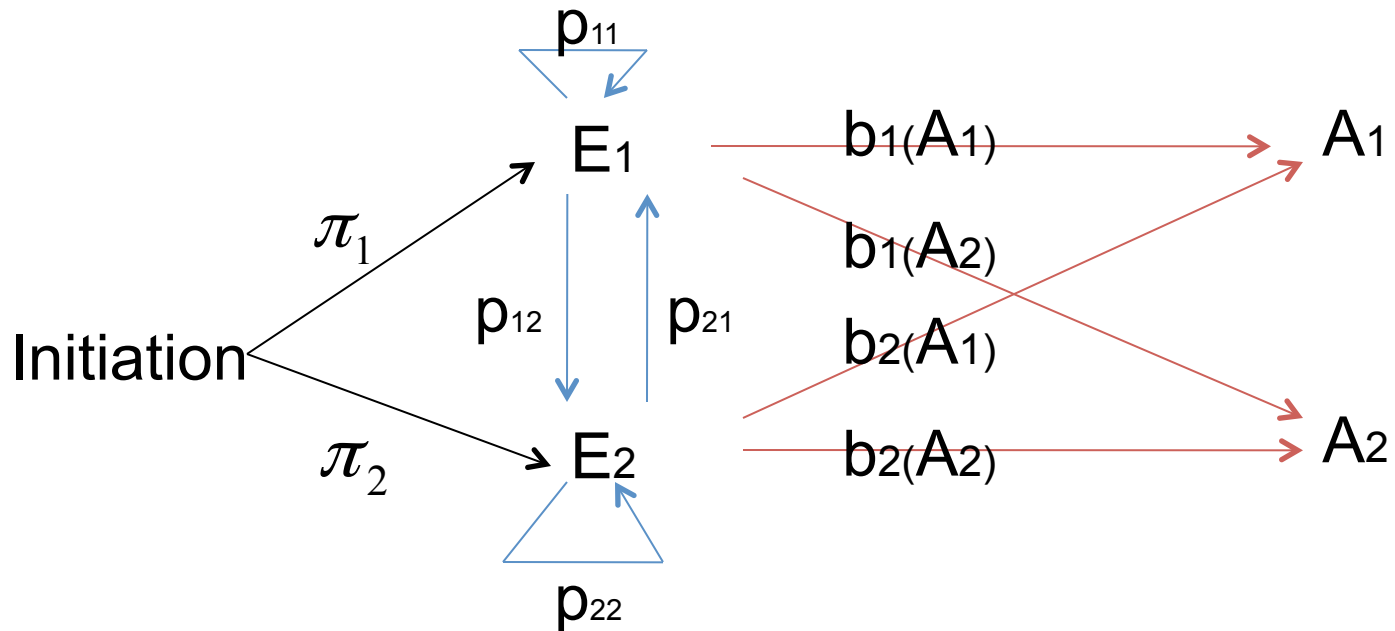 p₁₁
E₁ b₁(A₁) A₁
π₁ b₁(A₂)
p₁₂ p₂₁
Initiation b₂(A₁)
π₂ E₂ b₂(A₂) A₂
p₂₂